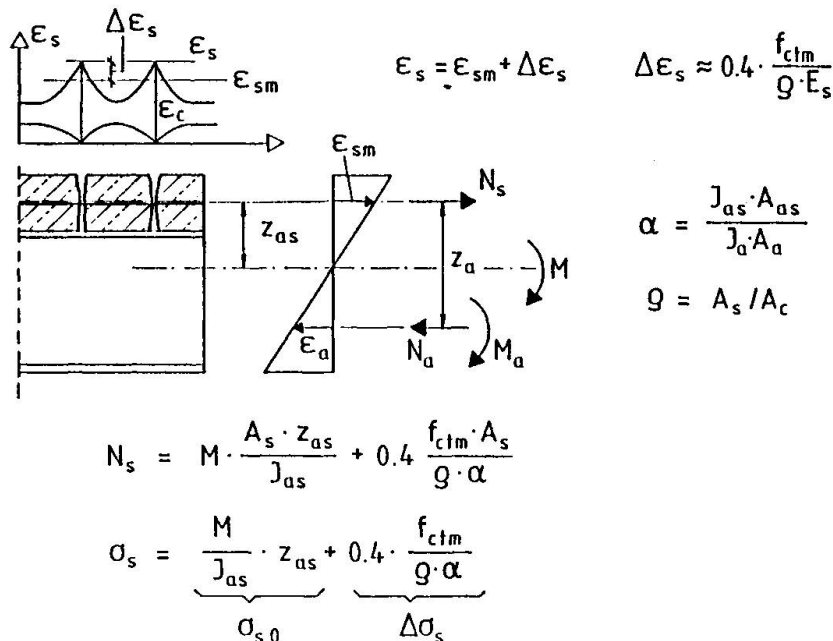 Δεs
εs
εs
εsm
εc
εs = εsm + Δεs
Δεs ≈ 0.4 · fctm / ρ·Es
εsm
Ns
zas
za
M
εa
Na
Ma
α = Jas·Aas / Ja·Aa
ρ = As/Ac
Ns = M · As · zas / Jas + 0.4 fctm·As / ρ·α
σs = M / Jas · zas + 0.4 · fctm / ρ·α
σs0
Δσs